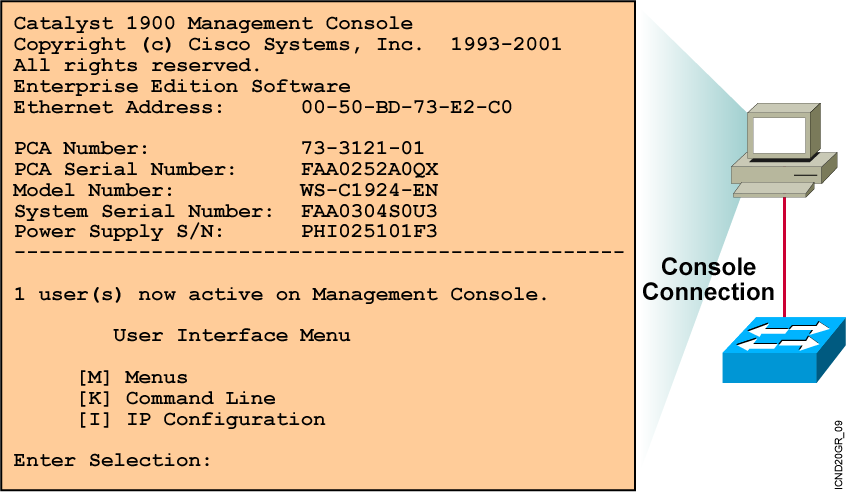 Catalyst 1900 Management Console
Copyright (c) Cisco Systems, Inc.  1993-2001
All rights reserved.
Enterprise Edition Software
Ethernet Address:      00-50-BD-73-E2-C0
PCA Number:            73-3121-01
PCA Serial Number:     FAA0252A0QX
Model Number:          WS-C1924-EN
System Serial Number:  FAA0304S0U3
Power Supply S/N:      PHI025101F3
-------------------------------------------------
1 user(s) now active on Management Console.
User Interface Menu
[M] Menus
[K] Command Line
[I] IP Configuration
Enter Selection:
Console
Connection
ICND20GR_09